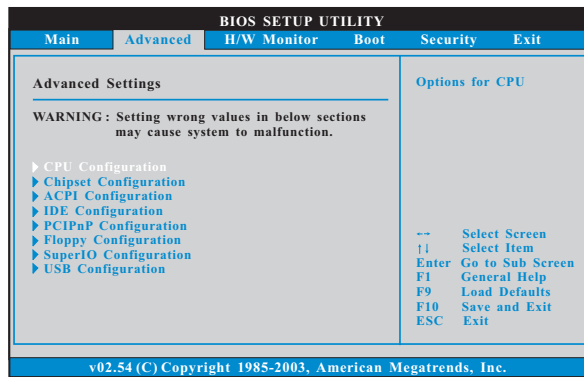 BIOS SETUP UTILITY
Main Advanced H/W Monitor Boot Security Exit
Advanced Settings
WARNING : Setting wrong values in below sections
may cause system to malfunction.
CPU Configuration
Chipset Configuration
ACPI Configuration
IDE Configuration
PCIPnP Configuration
Floppy Configuration
SuperIO Configuration
USB Configuration
Options for CPU
←→ Select Screen
↑↓ Select Item
Enter Go to Sub Screen
F1 General Help
F9 Load Defaults
F10 Save and Exit
ESC Exit
v02.54 (C) Copyright 1985-2003, American Megatrends, Inc.